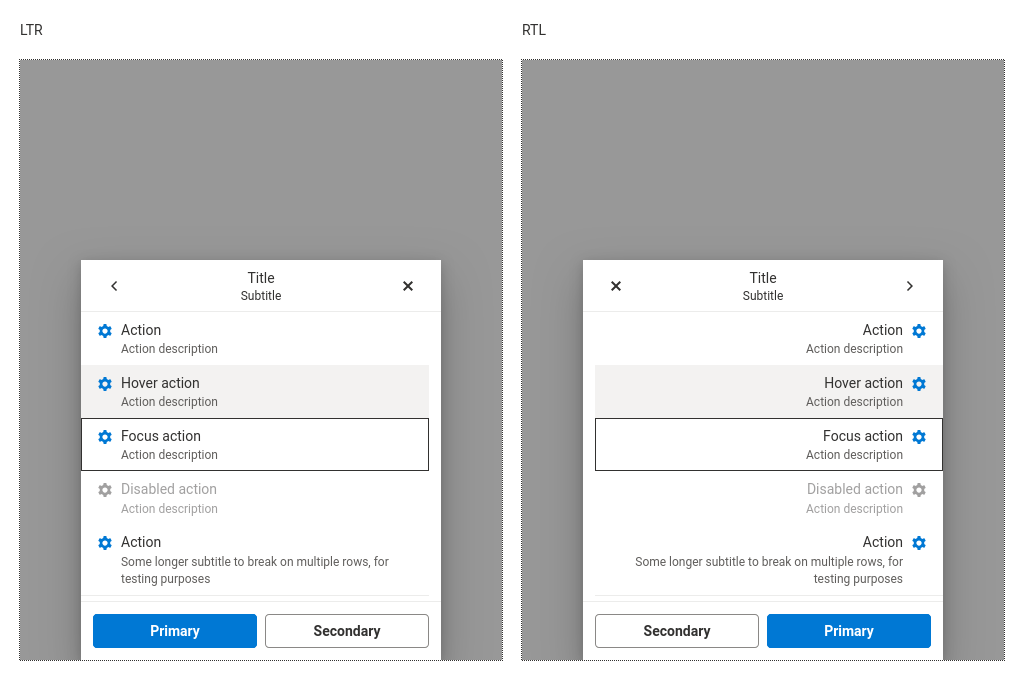 LTR
Title
Subtitle
Action
Action description
Hover action
Action description
Focus action
Action description
Disabled action
Action description
Action
Some longer subtitle to break on multiple rows, for
testing purposes
Primary
Secondary
RTL
Title
Subtitle
Action
Action description
Hover action
Action description
Focus action
Action description
Disabled action
Action description
Action
Some longer subtitle to break on multiple rows, for
testing purposes
Secondary
Primary